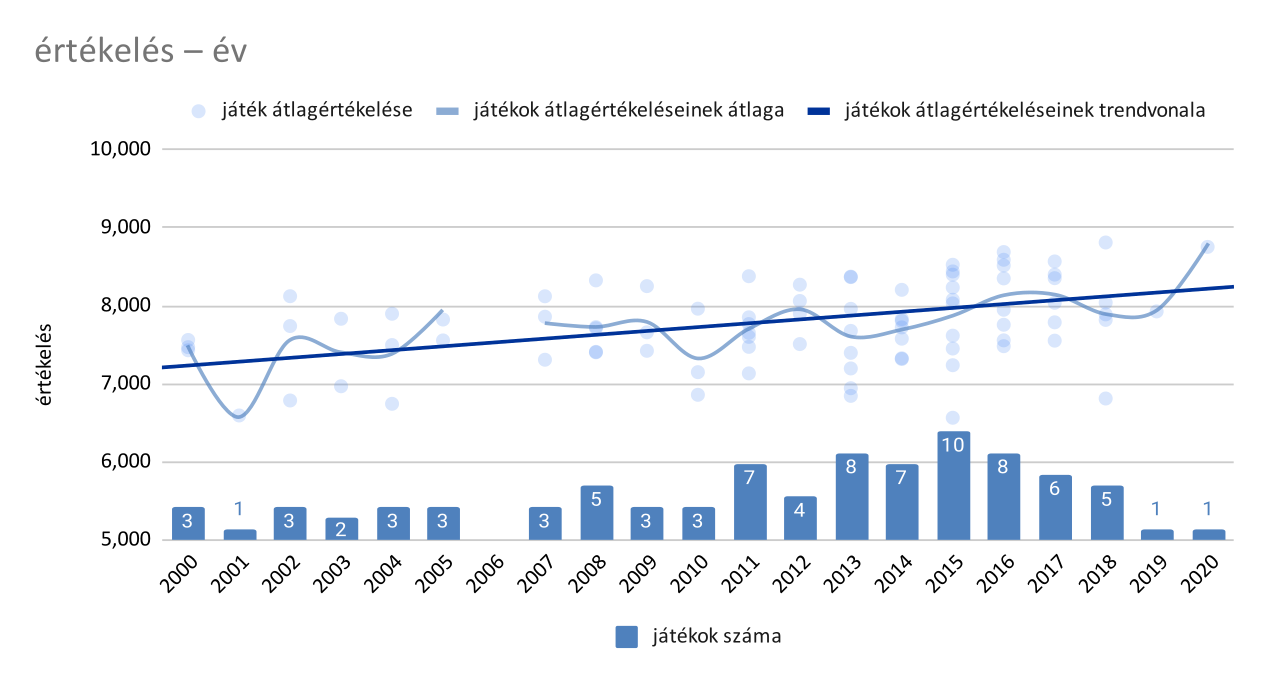 értékelés – év
játék átlagértékelése játékok átlagértékeléseinek átlaga játékok átlagértékeléseinek trendvonala
10,000
9,000
8,000
7,000
6,000
5,000
értékelés
3 1 3 2 3 3 3 5 3 3 7 4 8 7 10 8 6 5 1 1
2000 2001 2002 2003 2004 2005 2006 2007 2008 2009 2010 2011 2012 2013 2014 2015 2016 2017 2018 2019 2020
játékok száma